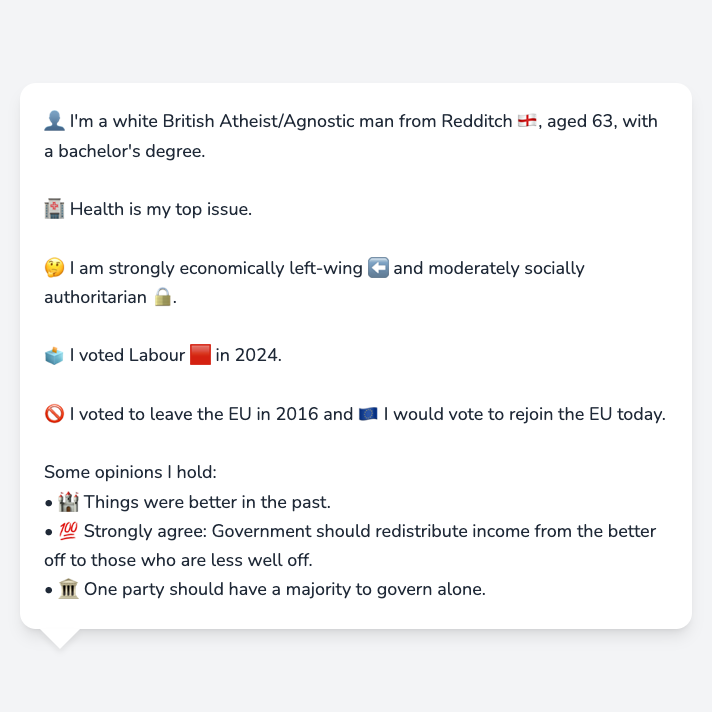 👤 I'm a white British Atheist/Agnostic man from Redditch 🏴󠁧󠁢󠁥󠁮󠁧󠁿, aged 63, with
a bachelor's degree.
🏥 Health is my top issue.
🤔 I am strongly economically left-wing ⬅️ and moderately socially
authoritarian 🔒.
🗳️ I voted Labour 🟥 in 2024.
🚫 I voted to leave the EU in 2016 and 🇪🇺 I would vote to rejoin the EU today.
Some opinions I hold:
• 🏰 Things were better in the past.
• 💯 Strongly agree: Government should redistribute income from the better
off to those who are less well off.
• 🏛️ One party should have a majority to govern alone.